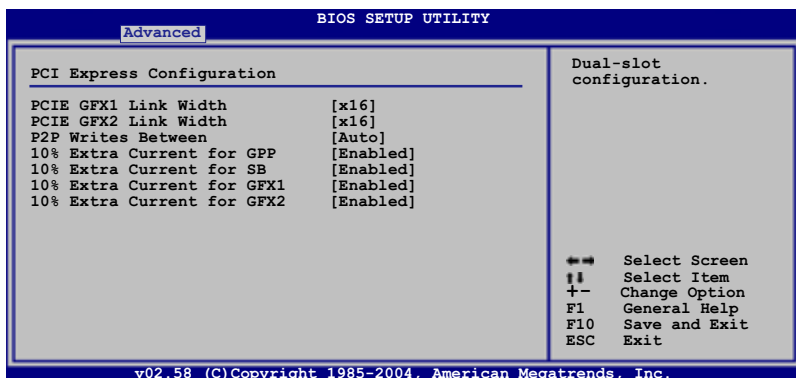 BIOS SETUP UTILITY
Advanced
PCI Express Configuration
PCIE GFX1 Link Width [x16]
PCIE GFX2 Link Width [x16]
P2P Writes Between [Auto]
10% Extra Current for GPP [Enabled]
10% Extra Current for SB [Enabled]
10% Extra Current for GFX1 [Enabled]
10% Extra Current for GFX2 [Enabled]
Dual-slot
configuration.
←→ Select Screen
↑↓ Select Item
+- Change Option
F1 General Help
F10 Save and Exit
ESC Exit
v02.58 (C)Copyright 1985-2004, American Megatrends, Inc.